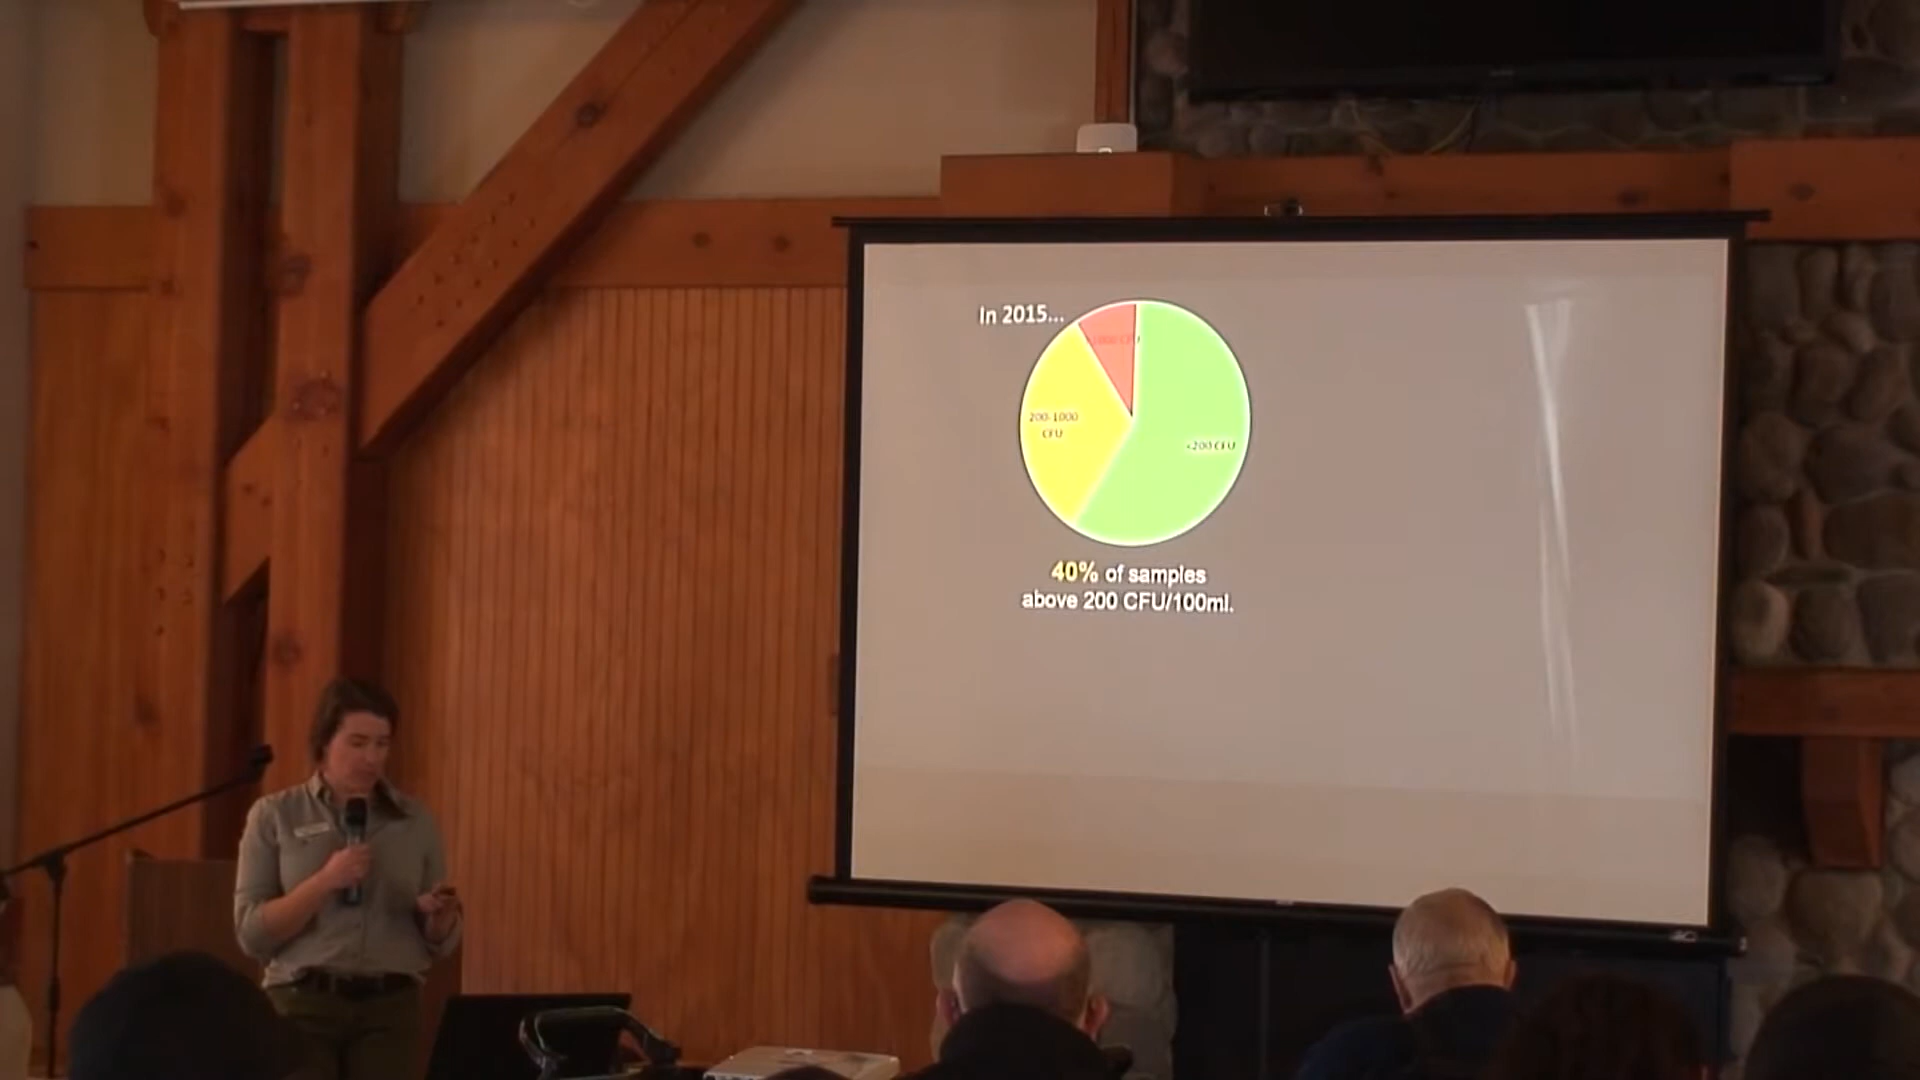 In 2015...
200-1000
CFU
<200 CFU
40% of samples
above 200 CFU/100ml.